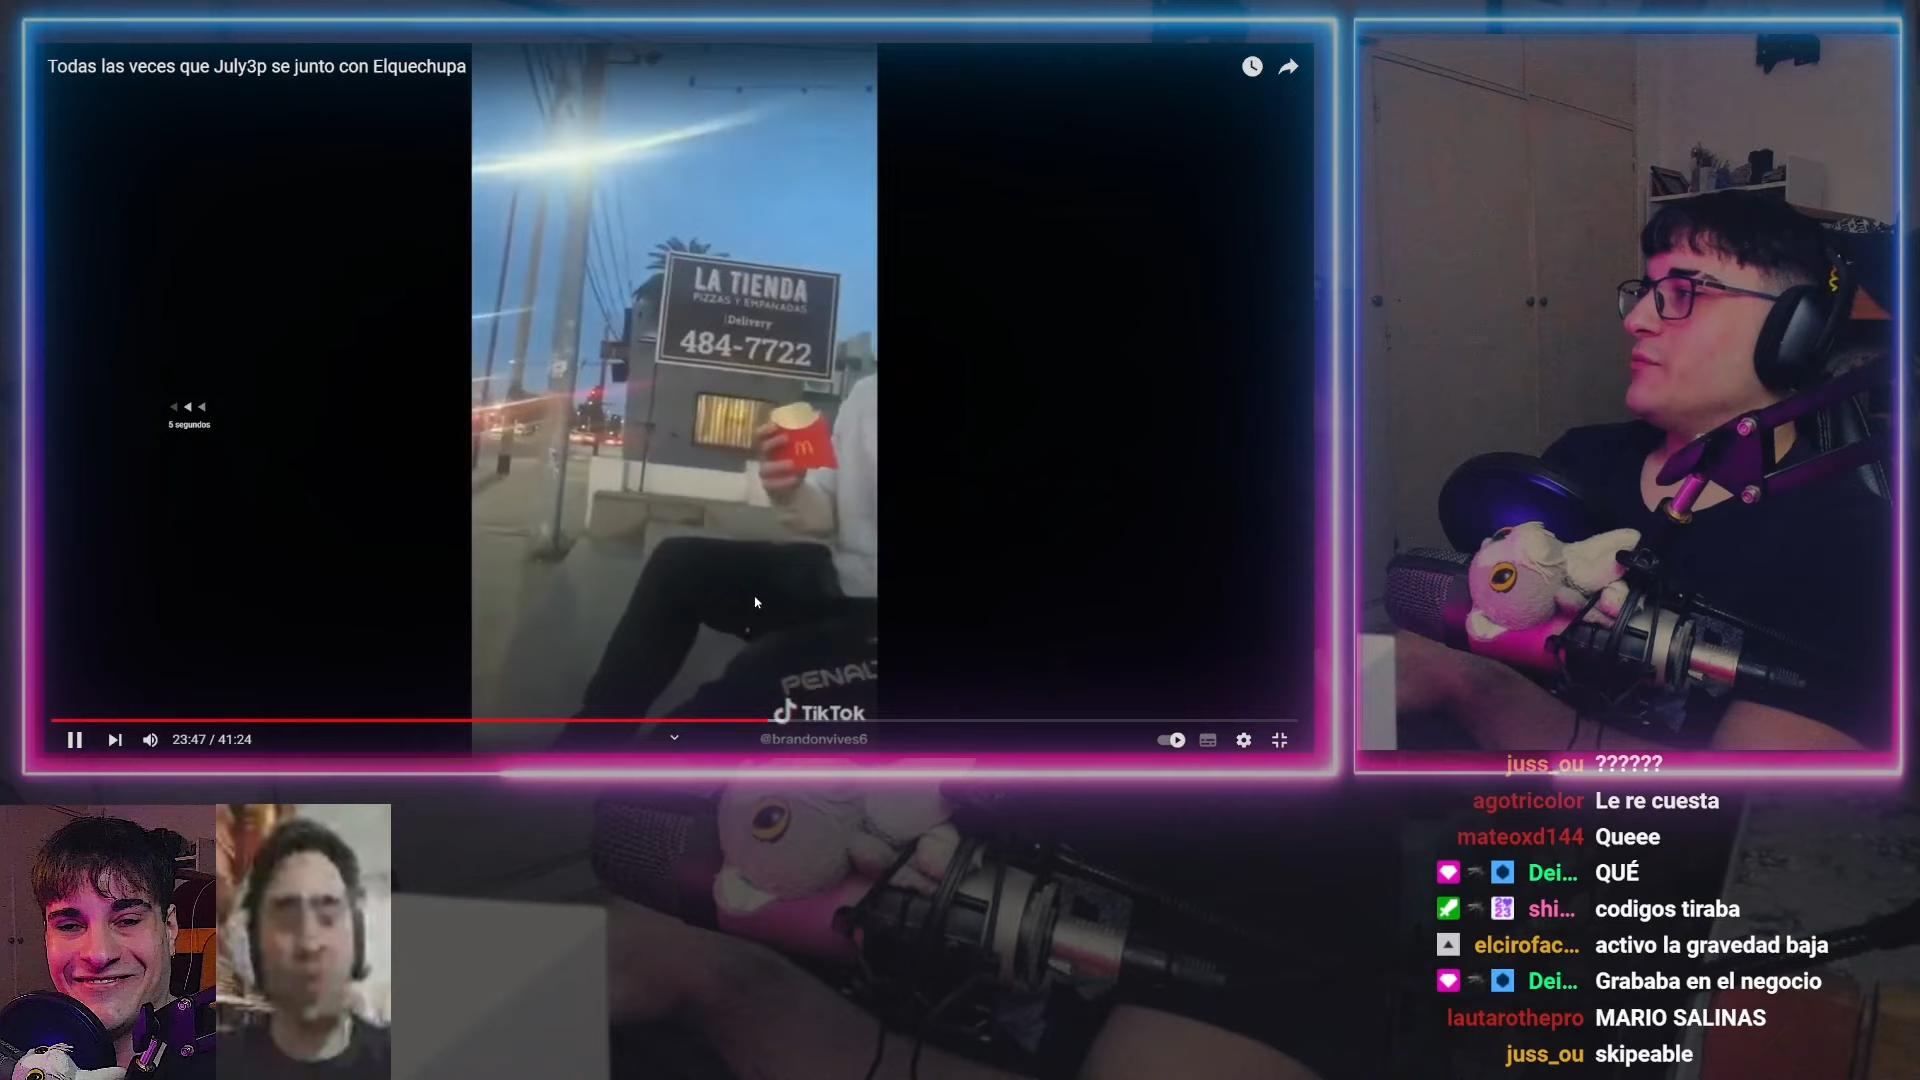 Todas las veces que July3p se junto con Elquechupa
LA TIENDA
PIZZAS Y EMPANADAS
Delivery
484-7722
5 segundos
PENAL
TikTok
@brandonvives6
23:47 / 41:24
juss_ou ??????
agotricolor Le re cuesta
mateoxd144 Queee
Dei... QUÉ
shi... codigos tiraba
elcirofac... activo la gravedad baja
Dei... Grababa en el negocio
lautarothepro MARIO SALINAS
juss_ou skipeable